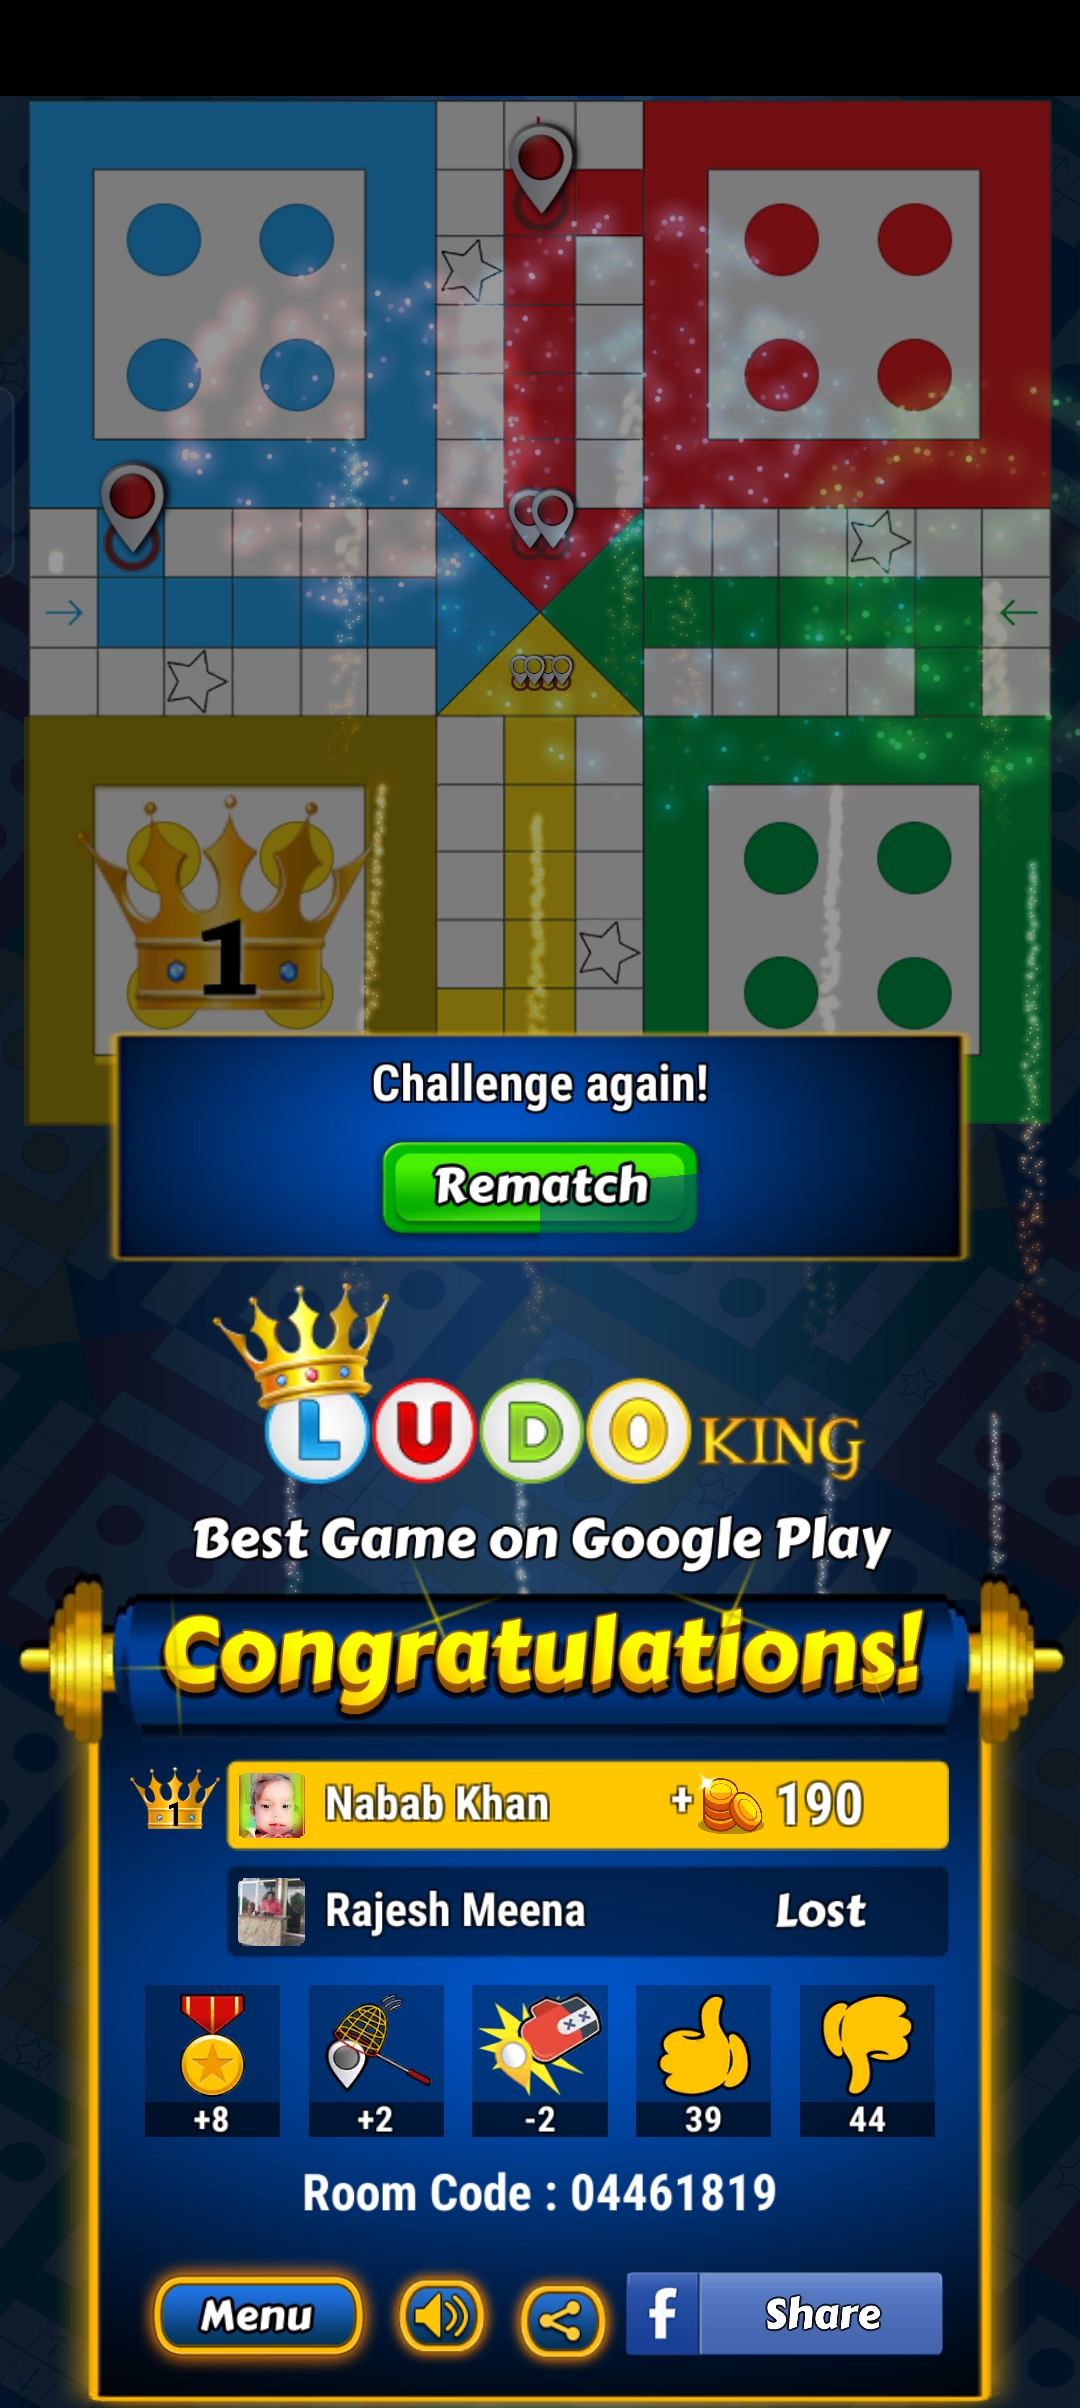 1
Challenge again!
Rematch
LUDO KING
Best Game on Google Play
Congratulations!
1 Nabab Khan + 190
Rajesh Meena Lost
+8 +2 -2 39 44
Room Code : 04461819
Menu f Share